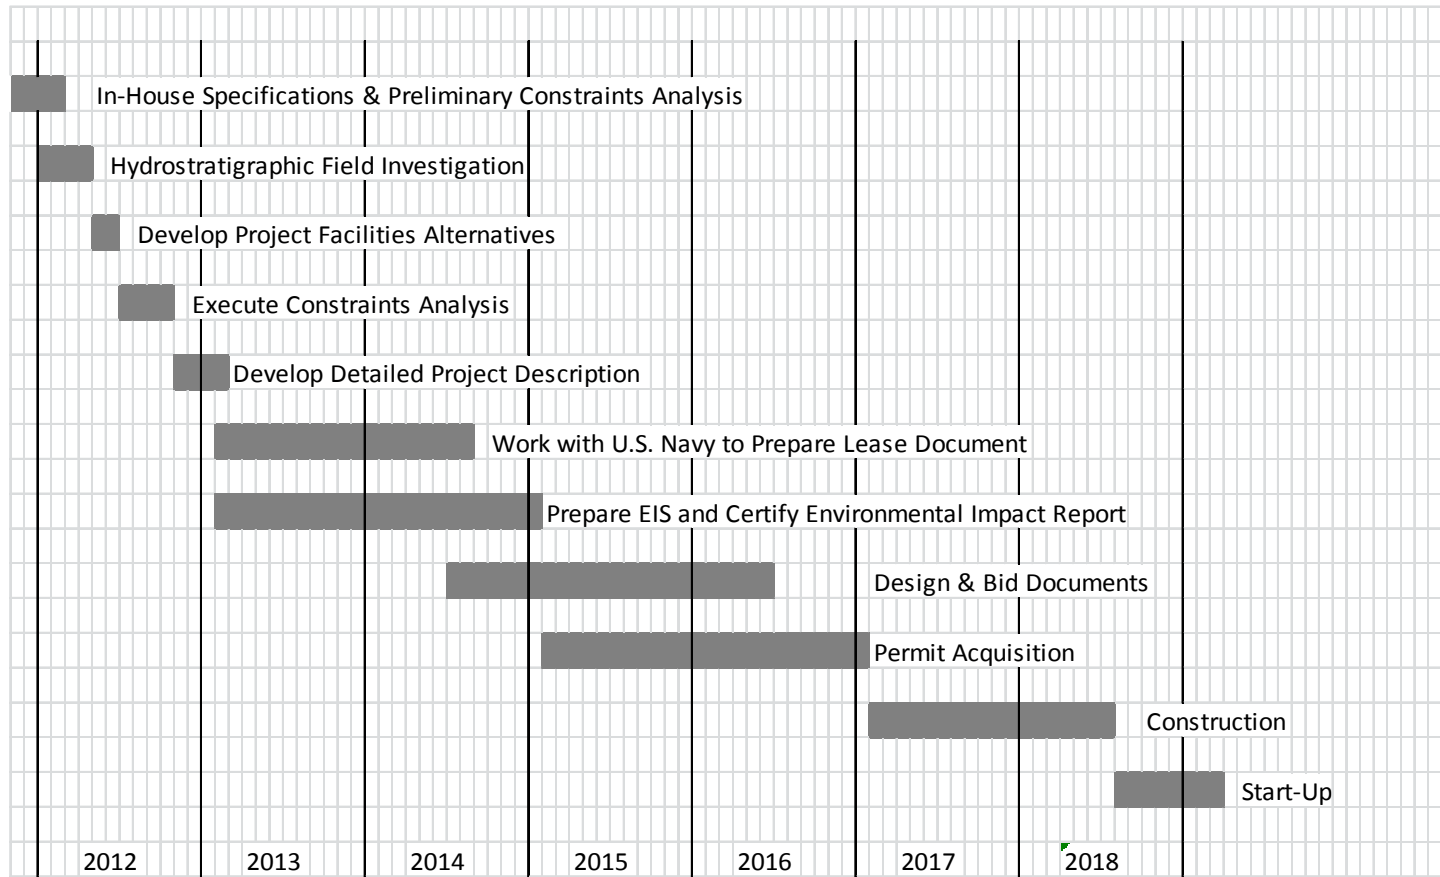 In-House Specifications & Preliminary Constraints Analysis
Hydrostratigraphic Field Investigation
Develop Project Facilities Alternatives
Execute Constraints Analysis
Develop Detailed Project Description
Work with U.S. Navy to Prepare Lease Document
Prepare EIS and Certify Environmental Impact Report
Design & Bid Documents
Permit Acquisition
Construction
Start-Up
2012 2013 2014 2015 2016 2017 2018